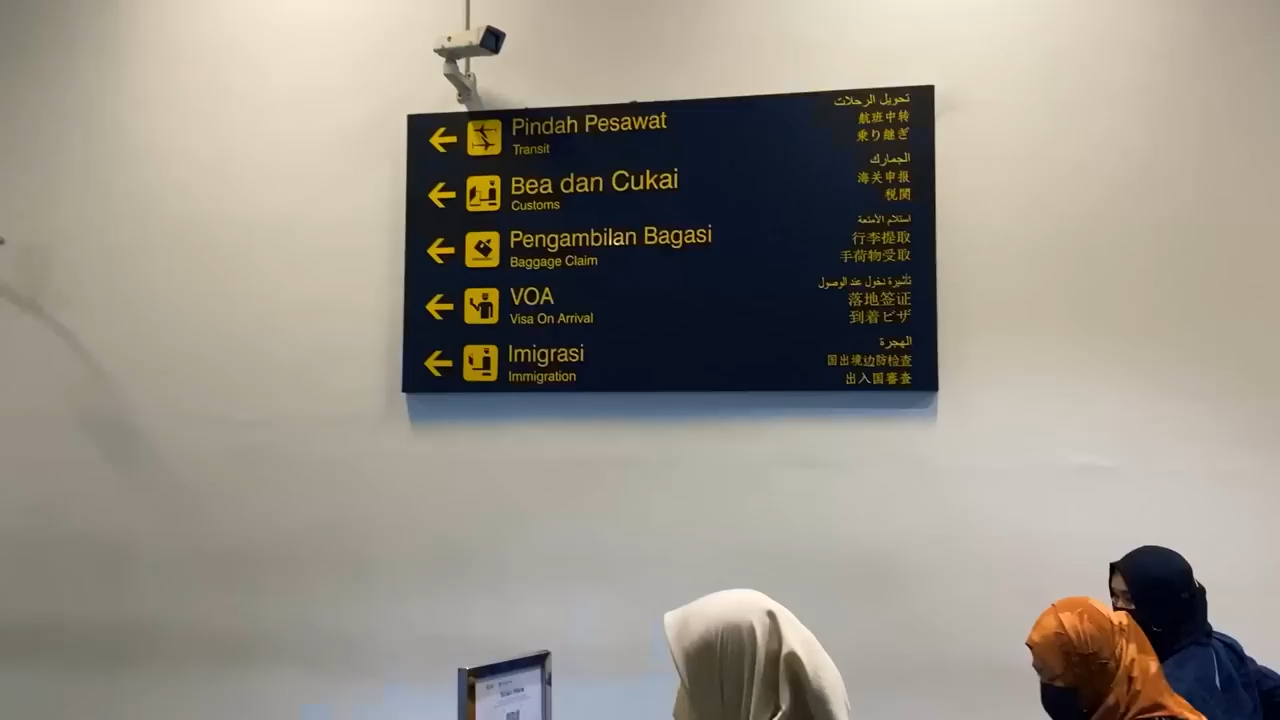 Pindah Pesawat
Transit
تحويل الرحلات
航班中转
乗り継ぎ
Bea dan Cukai
Customs
الجمارك
海关申报
税関
Pengambilan Bagasi
Baggage Claim
استلام الأمتعة
行李提取
手荷物受取
VOA
Visa On Arrival
تأشيرة دخول عند الوصول
落地签证
到着ビザ
Imigrasi
Immigration
الهجرة
国出境边防检查
出入国審査
Scan Here